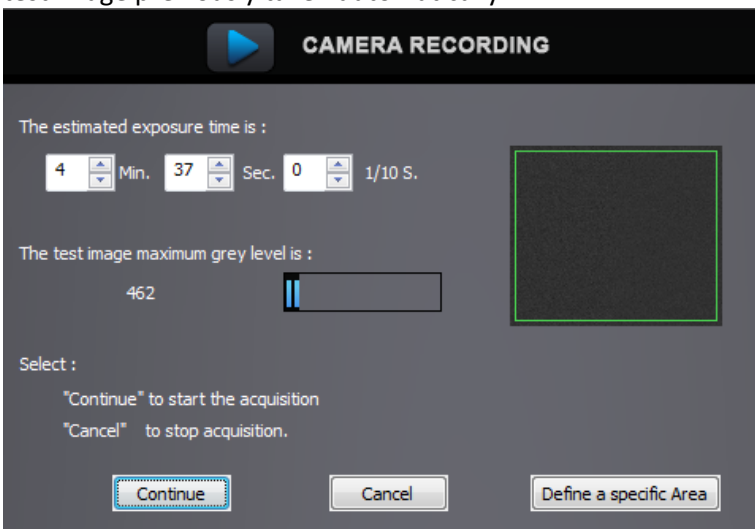 CAMERA RECORDING
The estimated exposure time is :
4 Min. 37 Sec. 0 1/10 S.
The test image maximum grey level is :
462
Select :
"Continue" to start the acquisition
"Cancel" to stop acquisition.
Continue Cancel Define a specific Area